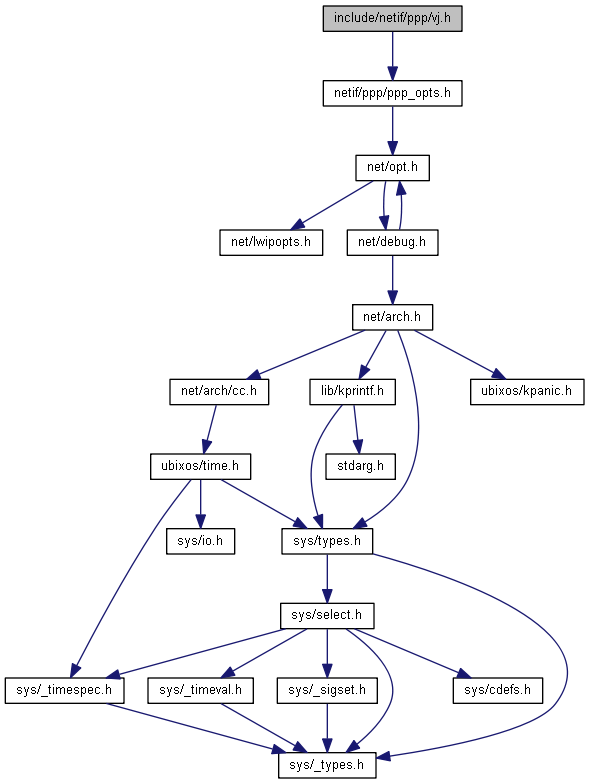 include/netif/ppp/vj.h
netif/ppp/ppp_opts.h
net/opt.h
net/lwipopts.h
net/debug.h
net/arch.h
net/arch/cc.h
lib/kprintf.h
ubixos/kpanic.h
ubixos/time.h
stdarg.h
sys/io.h
sys/types.h
sys/select.h
sys/_timespec.h
sys/_timeval.h
sys/_sigset.h
sys/cdefs.h
sys/_types.h